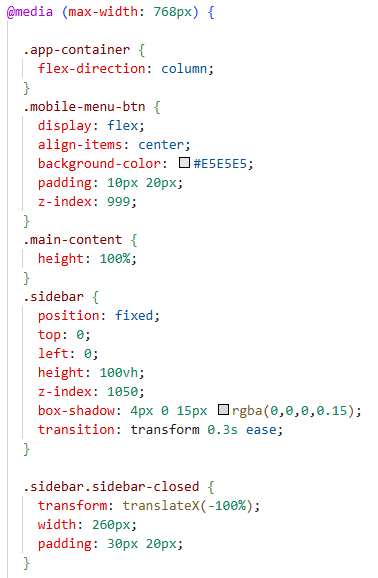 @media (max-width: 768px) {
.app-container {
flex-direction: column;
}
.mobile-menu-btn {
display: flex;
align-items: center;
background-color: #E5E5E5;
padding: 10px 20px;
z-index: 999;
}
.main-content {
height: 100%;
}
.sidebar {
position: fixed;
top: 0;
left: 0;
height: 100vh;
z-index: 1050;
box-shadow: 4px 0 15px rgba(0,0,0,0.15);
transition: transform 0.3s ease;
}
.sidebar.sidebar-closed {
transform: translateX(-100%);
width: 260px;
padding: 30px 20px;
}